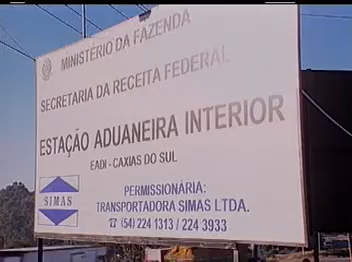 MINISTÉRIO DA FAZENDA
SECRETARIA DA RECEITA FEDERAL
ESTAÇÃO ADUANEIRA INTERIOR
EADI - CAXIAS DO SUL
SIMAS
PERMISSIONÁRIA:
TRANSPORTADORA SIMAS LTDA.
☎ (54) 224 1313 / 224 3933